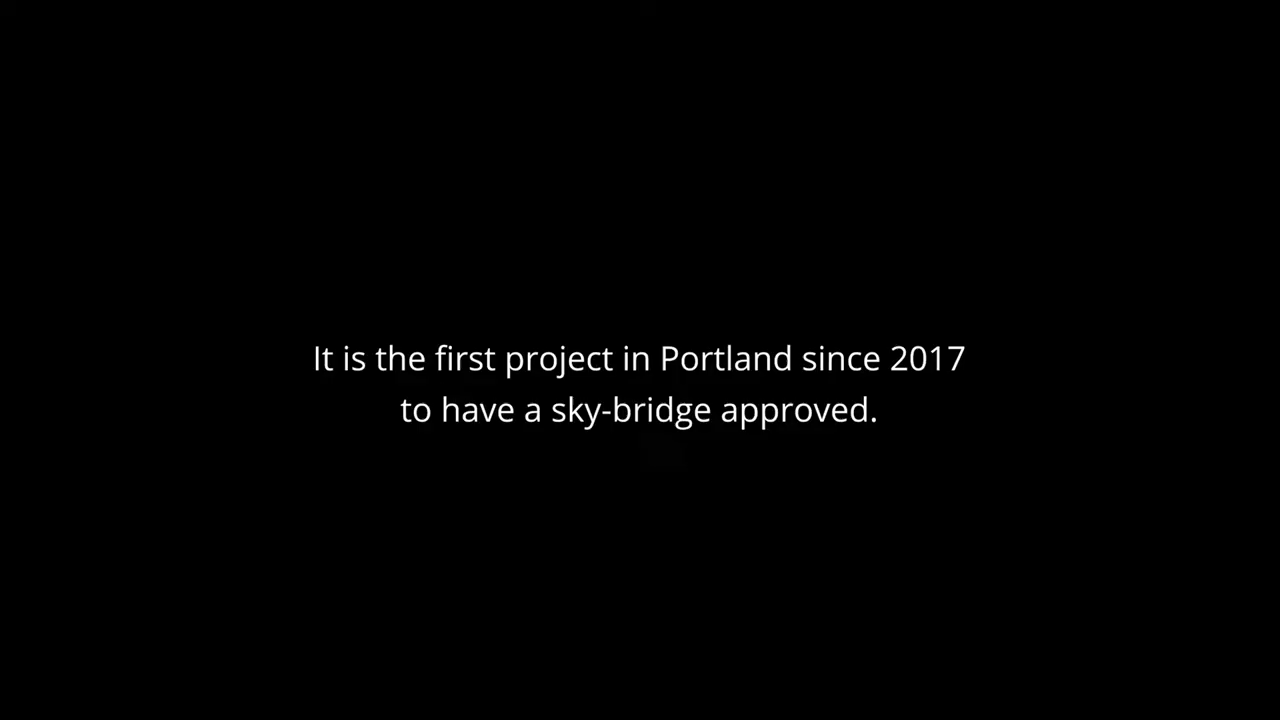 It is the first project in Portland since 2017
to have a sky-bridge approved.